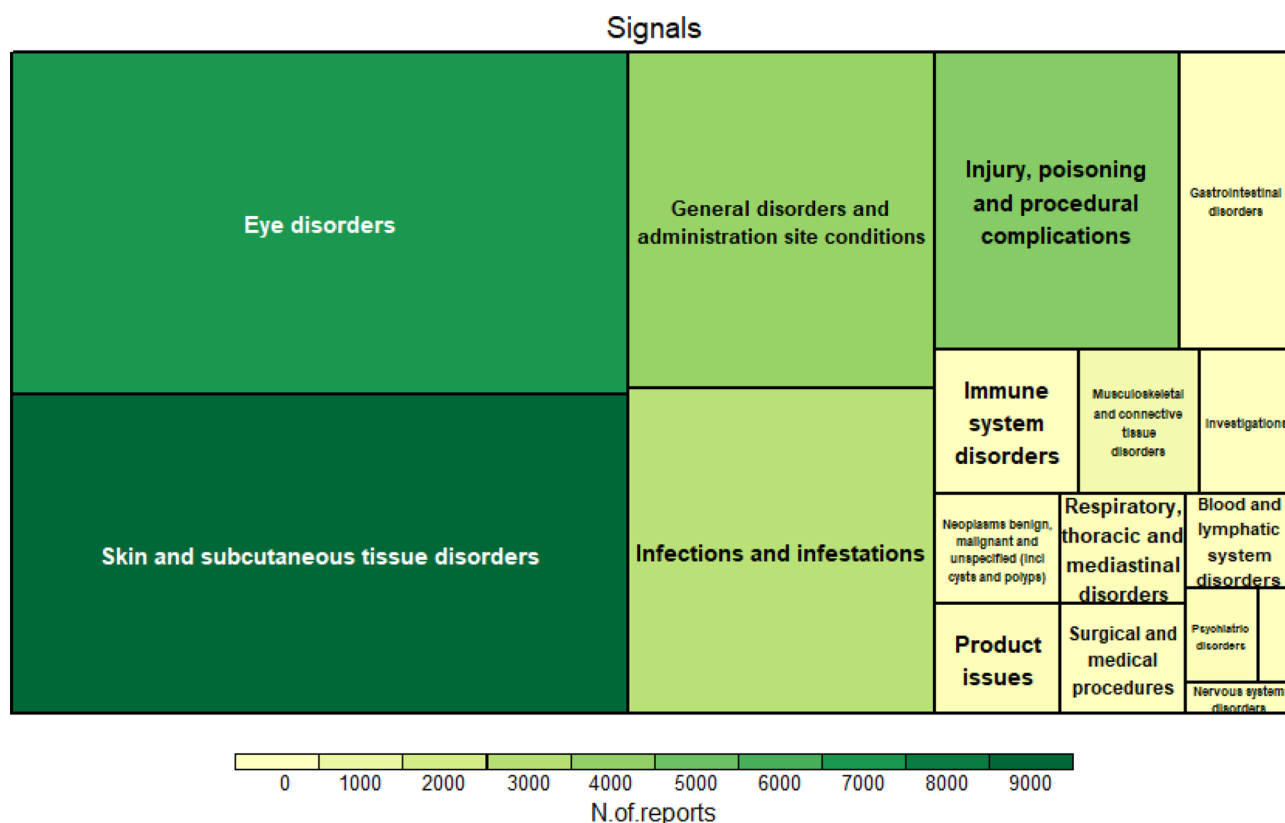 Signals
Eye disorders
Skin and subcutaneous tissue disorders
General disorders and
administration site conditions
Infections and infestations
Injury, poisoning
and procedural
complications
Gastrointestinal
disorders
Immune
system
disorders
Musculoskeletal
and connective
tissue
disorders
Investigations
Neoplasms benign,
malignant and
unspecified (incl
cysts and polyps)
Respiratory,
thoracic and
mediastinal
disorders
Blood and
lymphatic
system
disorders
Product
issues
Surgical and
medical
procedures
Psychiatric
disorders
Nervous system
disorders
0 1000 2000 3000 4000 5000 6000 7000 8000 9000
N.of.reports